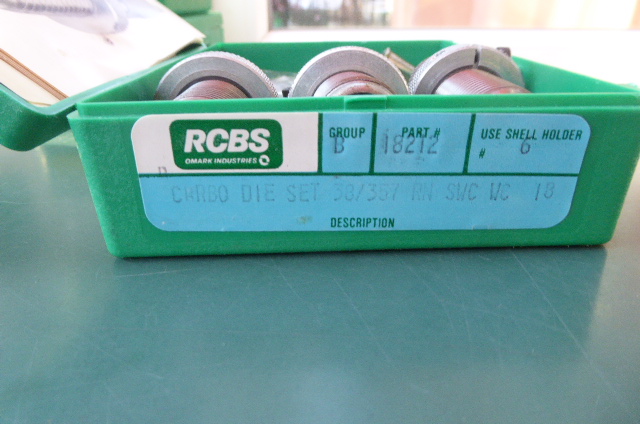 RCBS
OMARK INDUSTRIES
GROUP
B
PART #
18212
USE SHELL HOLDER
# 6
CARBO DIE SET 38/357 RN SWC WC 18
DESCRIPTION